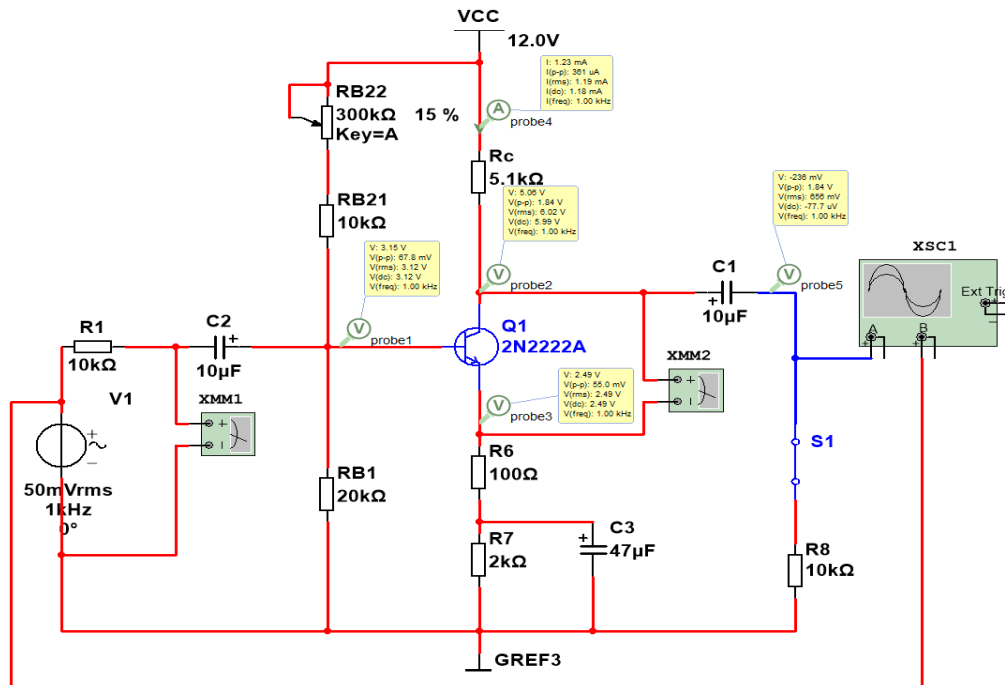 VCC
12.0V
I: 1.23 mA
I(p-p): 361 uA
I(rms): 1.19 mA
I(dc): 1.18 mA
I(freq): 1.00 kHz
A
probe4
RB22
300kΩ
Key=A
15 %
Rc
5.1kΩ
V: 5.06 V
V(p-p): 1.84 V
V(rms): 6.02 V
V(dc): 5.99 V
V(freq): 1.00 kHz
V
probe2
V: -236 mV
V(p-p): 1.84 V
V(rms): 656 mV
V(dc): -77.7 uV
V(freq): 1.00 kHz
V
probe5
RB21
10kΩ
V: 3.15 V
V(p-p): 67.8 mV
V(rms): 3.12 V
V(dc): 3.12 V
V(freq): 1.00 kHz
V
probe1
C1
+
10µF
XSC1
Ext Trig
+
−
A
B
+
−
+
−
R1
10kΩ
C2
+
10µF
Q1
2N2222A
V1
+
−
50mVrms
1kHz
0°
XMM1
+
−
XMM2
+
−
V: 2.49 V
V(p-p): 55.0 mV
V(rms): 2.49 V
V(dc): 2.49 V
V(freq): 1.00 kHz
V
probe3
R6
100Ω
S1
RB1
20kΩ
R7
2kΩ
+
C3
47µF
R8
10kΩ
GREF3